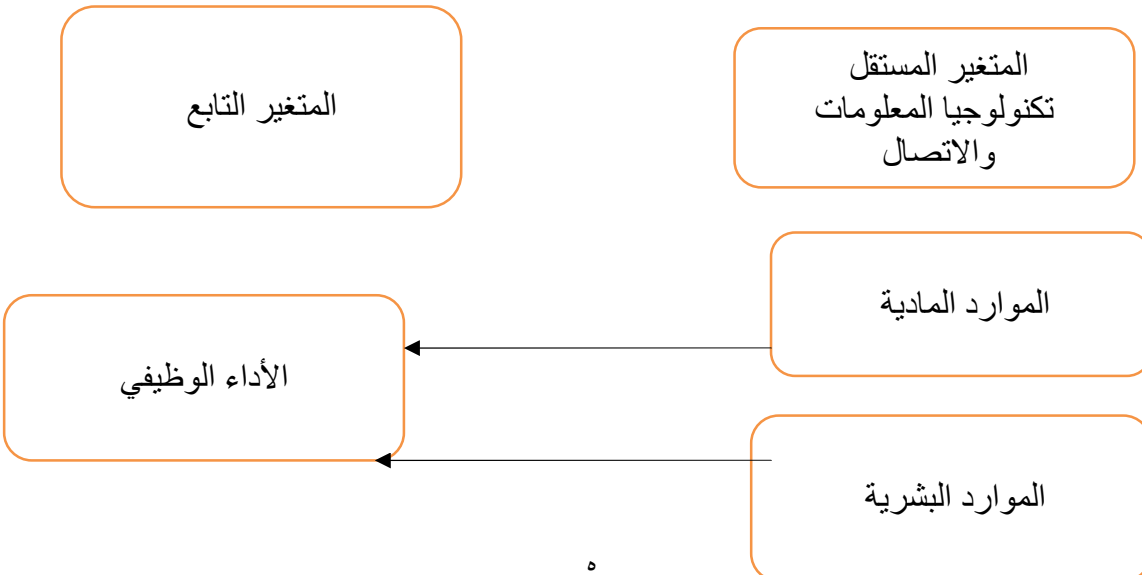 المتغير المستقل
تكنولوجيا المعلومات
والاتصال
المتغير التابع
الموارد المادية
الأداء الوظيفي
الموارد البشرية
ه